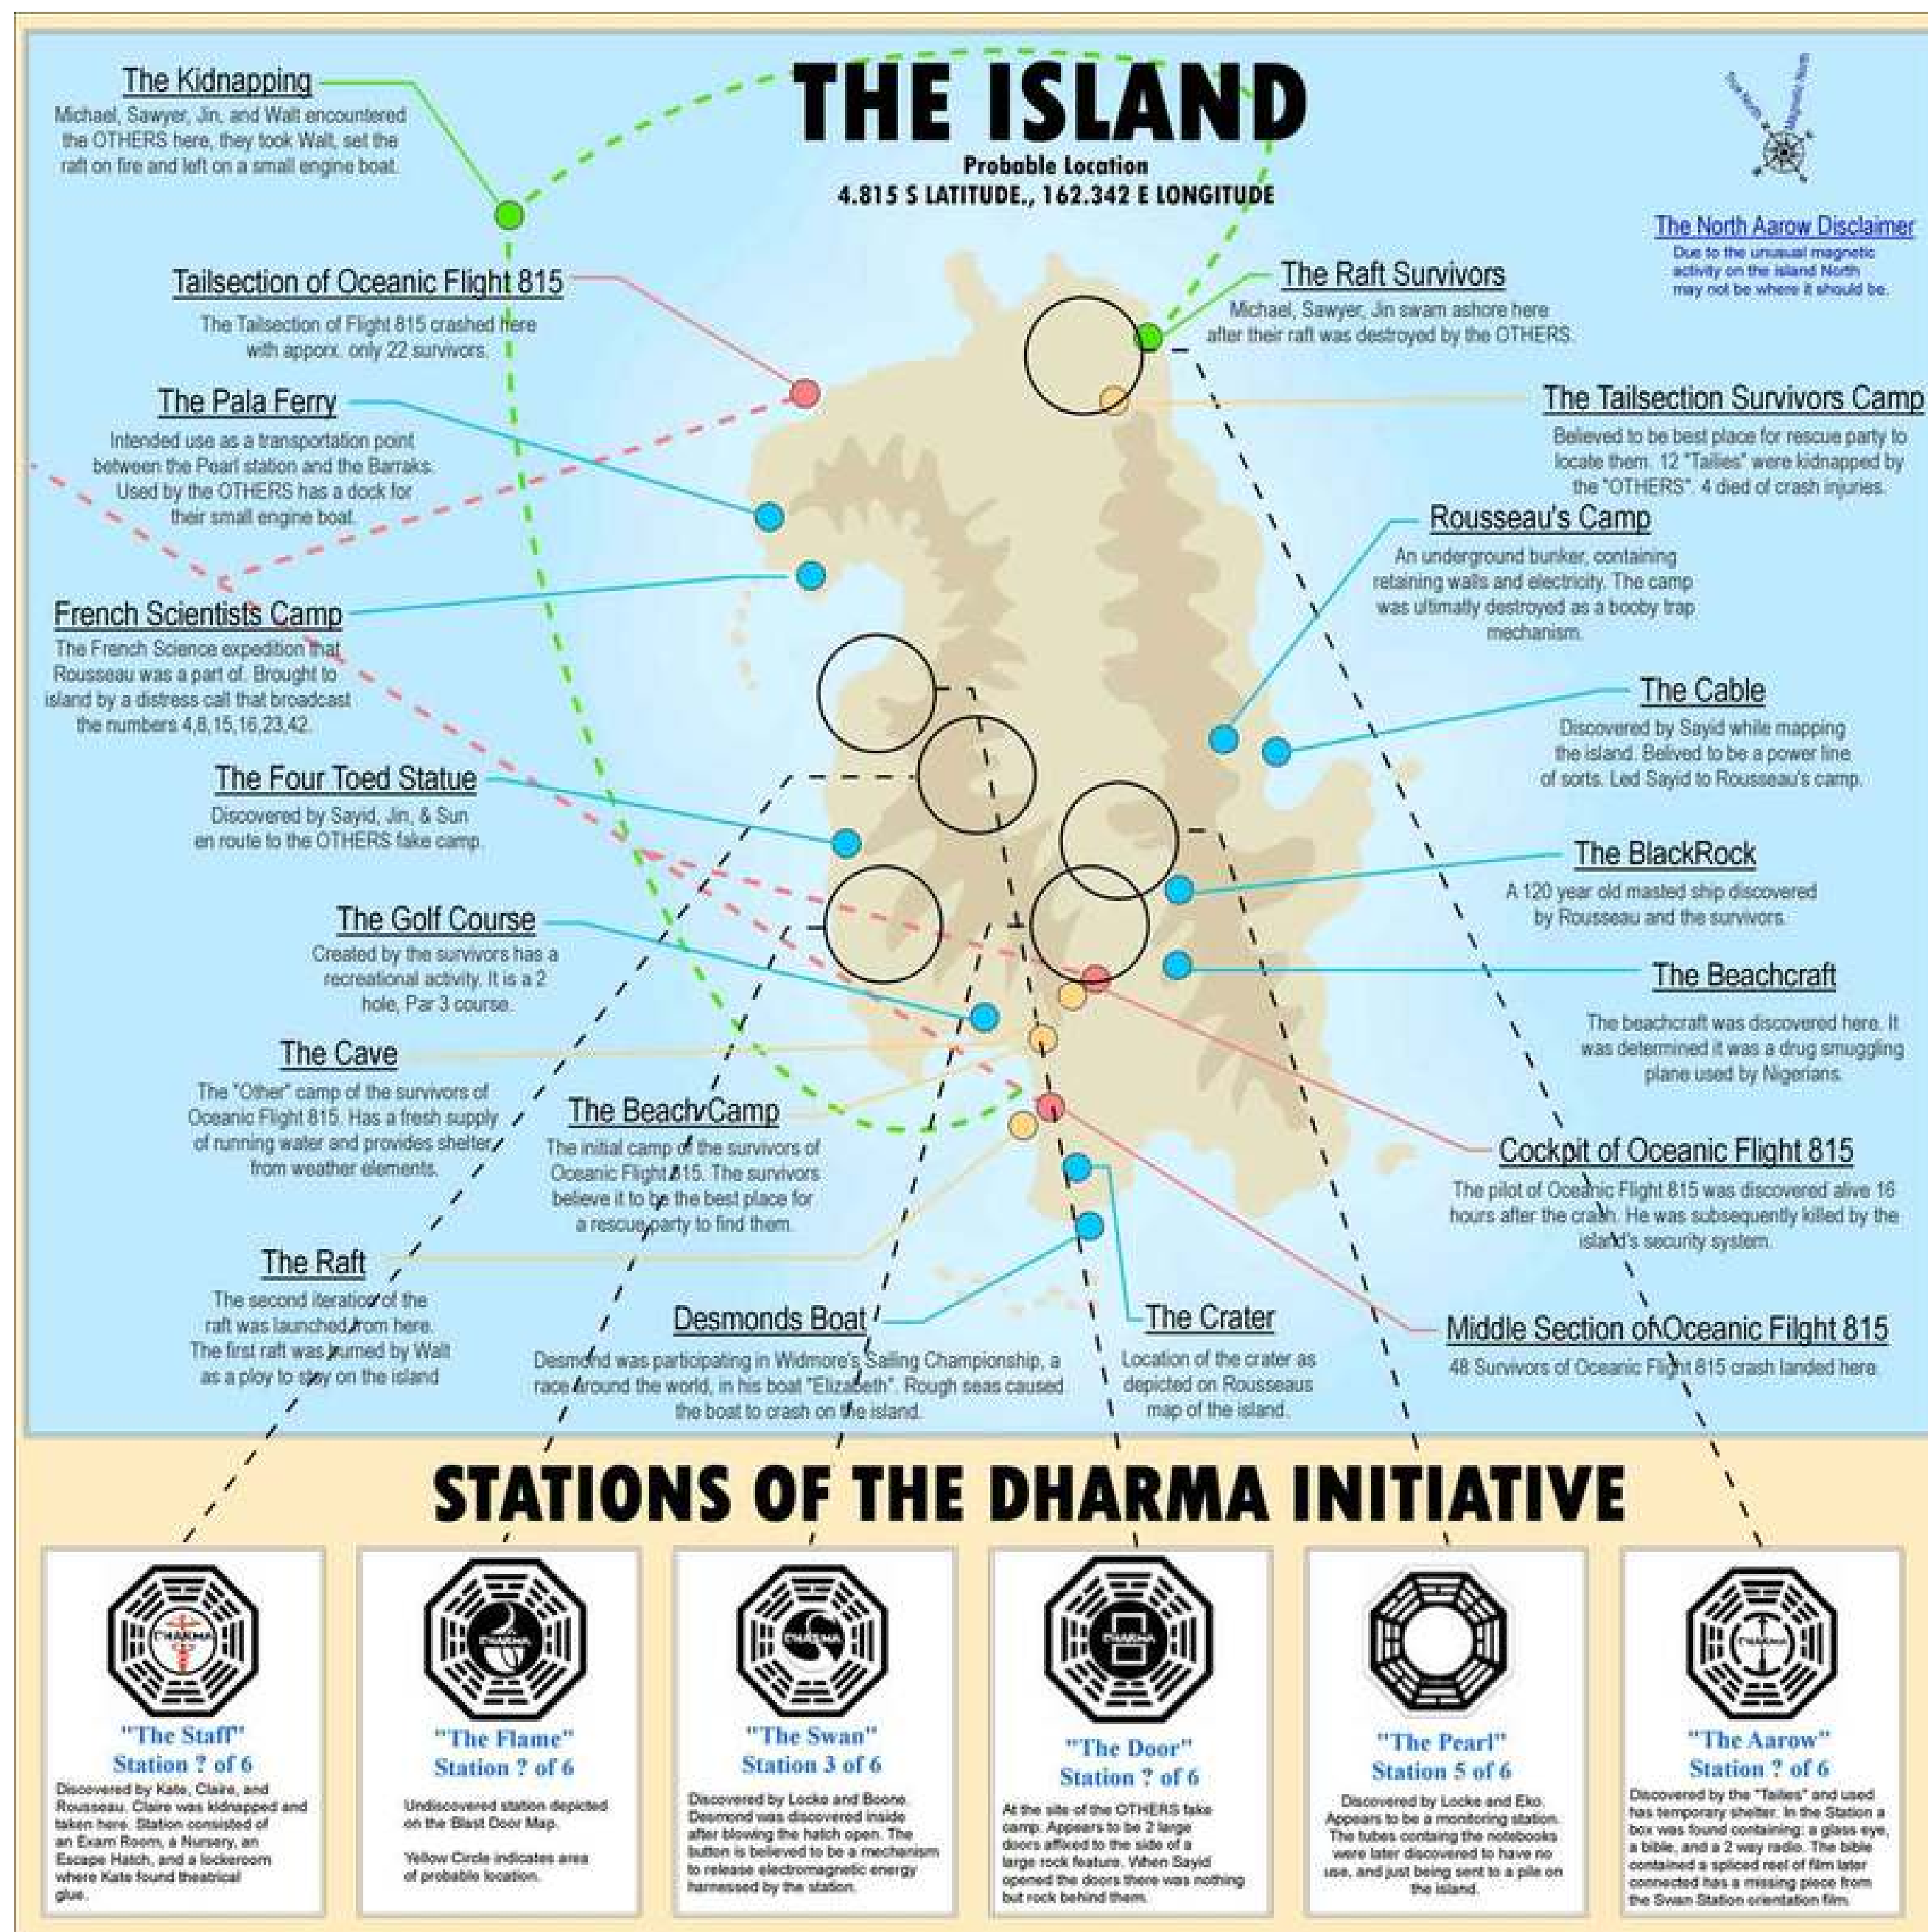 THE ISLAND
Probable Location
4.815 S LATITUDE., 162.342 E LONGITUDE
True North
Magnetic North
The North Aarow Disclaimer
Due to the unusual magnetic
activity on the island North
may not be where it should be.
The Kidnapping
Michael, Sawyer, Jin, and Walt encountered
the OTHERS here, they took Walt, set the
raft on fire and left on a small engine boat.
Tailsection of Oceanic Flight 815
The Tailsection of Flight 815 crashed here
with apporx. only 22 survivors.
The Pala Ferry
Intended use as a transportation point
between the Pearl station and the Barraks.
Used by the OTHERS has a dock for
their small engine boat.
French Scientists Camp
The French Science expedition that
Rousseau was a part of. Brought to
island by a distress call that broadcast
the numbers 4,8,15,16,23,42.
The Four Toed Statue
Discovered by Sayid, Jin, & Sun
en route to the OTHERS fake camp.
The Golf Course
Created by the survivors has a
recreational activity. It is a 2
hole, Par 3 course.
The Cave
The "Other" camp of the survivors of
Oceanic Flight 815. Has a fresh supply
of running water and provides shelter
from weather elements.
The Beach Camp
The initial camp of the survivors of
Oceanic Flight 815. The survivors
believe it to be the best place for
a rescue party to find them.
The Raft
The second iteration of the
raft was launched from here.
The first raft was burned by Walt
as a ploy to stay on the island
Desmonds Boat
Desmond was participating in Widmore's Sailing Championship, a
race around the world, in his boat "Elizabeth". Rough seas caused
the boat to crash on the island.
The Crater
Location of the crater as
depicted on Rousseaus
map of the island.
The Raft Survivors
Michael, Sawyer, Jin swam ashore here
after their raft was destroyed by the OTHERS.
The Tailsection Survivors Camp
Believed to be best place for rescue party to
locate them. 12 "Tailies" were kidnapped by
the "OTHERS". 4 died of crash injuries.
Rousseau's Camp
An underground bunker, containing
retaining walls and electricity. The camp
was ultimatly destroyed as a booby trap
mechanism.
The Cable
Discovered by Sayid while mapping
the island. Belived to be a power line
of sorts. Led Sayid to Rousseau's camp.
The BlackRock
A 120 year old masted ship discovered
by Rousseau and the survivors.
The Beachcraft
The beachcraft was discovered here. It
was determined it was a drug smuggling
plane used by Nigerians.
Cockpit of Oceanic Flight 815
The pilot of Oceanic Flight 815 was discovered alive 16
hours after the crash. He was subsequently killed by the
island's security system.
Middle Section of Oceanic Filght 815
48 Survivors of Oceanic Flight 815 crash landed here.
STATIONS OF THE DHARMA INITIATIVE
DHARMA
"The Staff"
Station ? of 6
Discovered by Kate, Claire, and
Rousseau. Claire was kidnapped and
taken here. Station consisted of
an Exam Room, a Nursery, an
Escape Hatch, and a lockeroom
where Kate found theatrical
glue.
DHARMA
"The Flame"
Station ? of 6
Undiscovered station depicted
on the Blast Door Map.
Yellow Circle indicates area
of probable location.
DHARMA
"The Swan"
Station 3 of 6
Discovered by Locke and Boone.
Desmond was discovered inside
after blowing the hatch open. The
button is believed to be a mechanism
to release electromagnetic energy
harnessed by the station.
DHARMA
"The Door"
Station ? of 6
At the site of the OTHERS fake
camp. Appears to be 2 large
doors affixed to the side of a
large rock feature. When Sayid
opened the doors there was nothing
but rock behind them.
"The Pearl"
Station 5 of 6
Discovered by Locke and Eko.
Appears to be a monitoring station.
The tubes containg the notebooks
were later discovered to have no
use, and just being sent to a pile on
the island.
DHARMA
"The Aarow"
Station ? of 6
Discovered by the "Tailies" and used
has temporary shelter. In the Station a
box was found containing: a glass eye,
a bible, and a 2 way radio. The bible
contained a spliced reel of film later
connected has a missing piece from
the Swan Station orientation film.